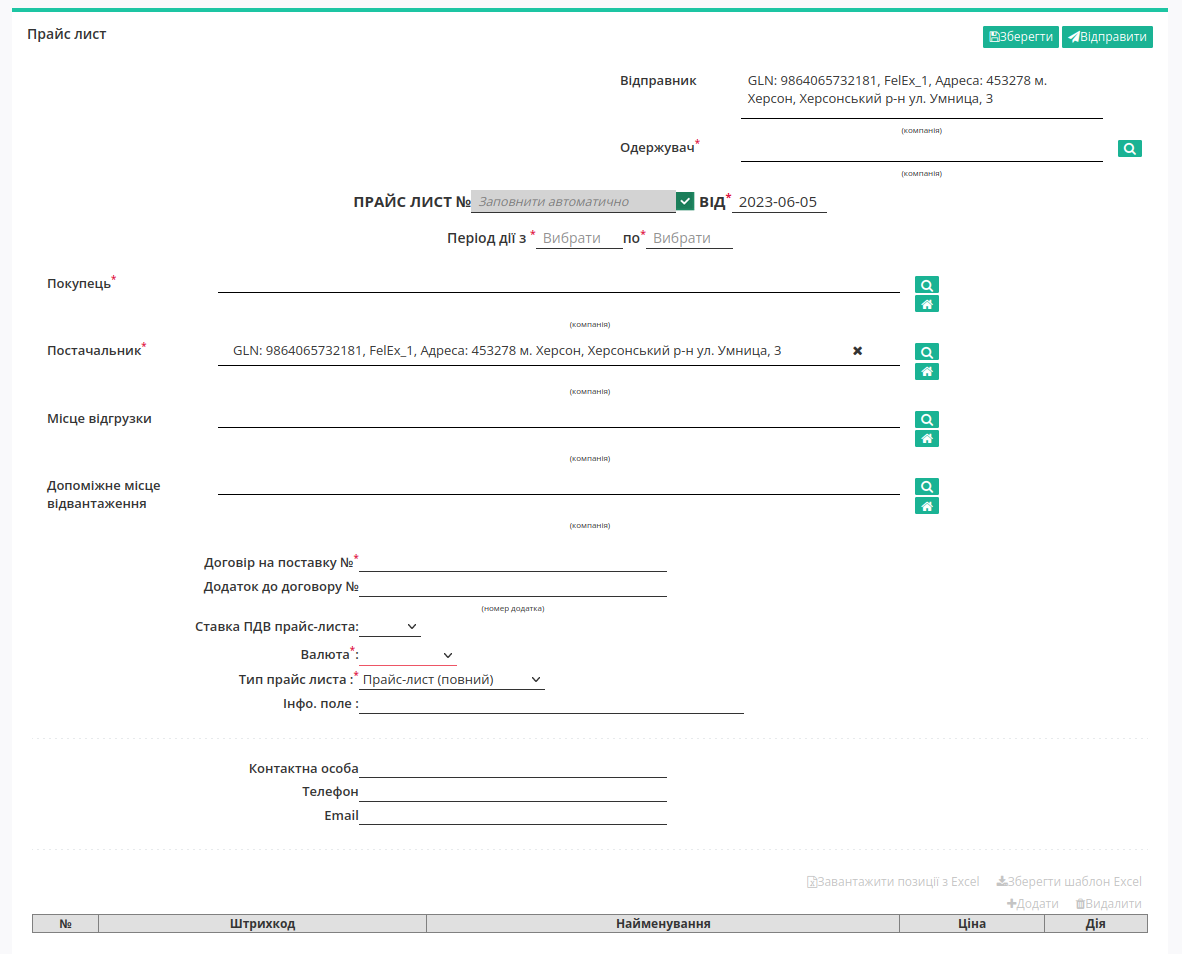 Прайс лист
Зберегти Відправити
Відправник GLN: 9864065732181, FelEx_1, Адреса: 453278 м.
Херсон, Херсонський р-н ул. Умница, 3
(компанія)
Одержувач*
(компанія)
ПРАЙС ЛИСТ № Заповнити автоматично ВІД* 2023-06-05
Період дії з * Вибрати по* Вибрати
Покупець*
(компанія)
Постачальник* GLN: 9864065732181, FelEx_1, Адреса: 453278 м. Херсон, Херсонський р-н ул. Умница, 3
(компанія)
Місце відгрузки
(компанія)
Допоміжне місце
відвантаження
(компанія)
Договір на поставку №*
Додаток до договору №
(номер додатка)
Ставка ПДВ прайс-листа:
Валюта*:
Тип прайс листа :* Прайс-лист (повний)
Інфо. поле :
Контактна особа
Телефон
Email
Завантажити позиції з Excel Зберегти шаблон Excel
Додати Видалити
№ Штрихкод Найменування Ціна Дія